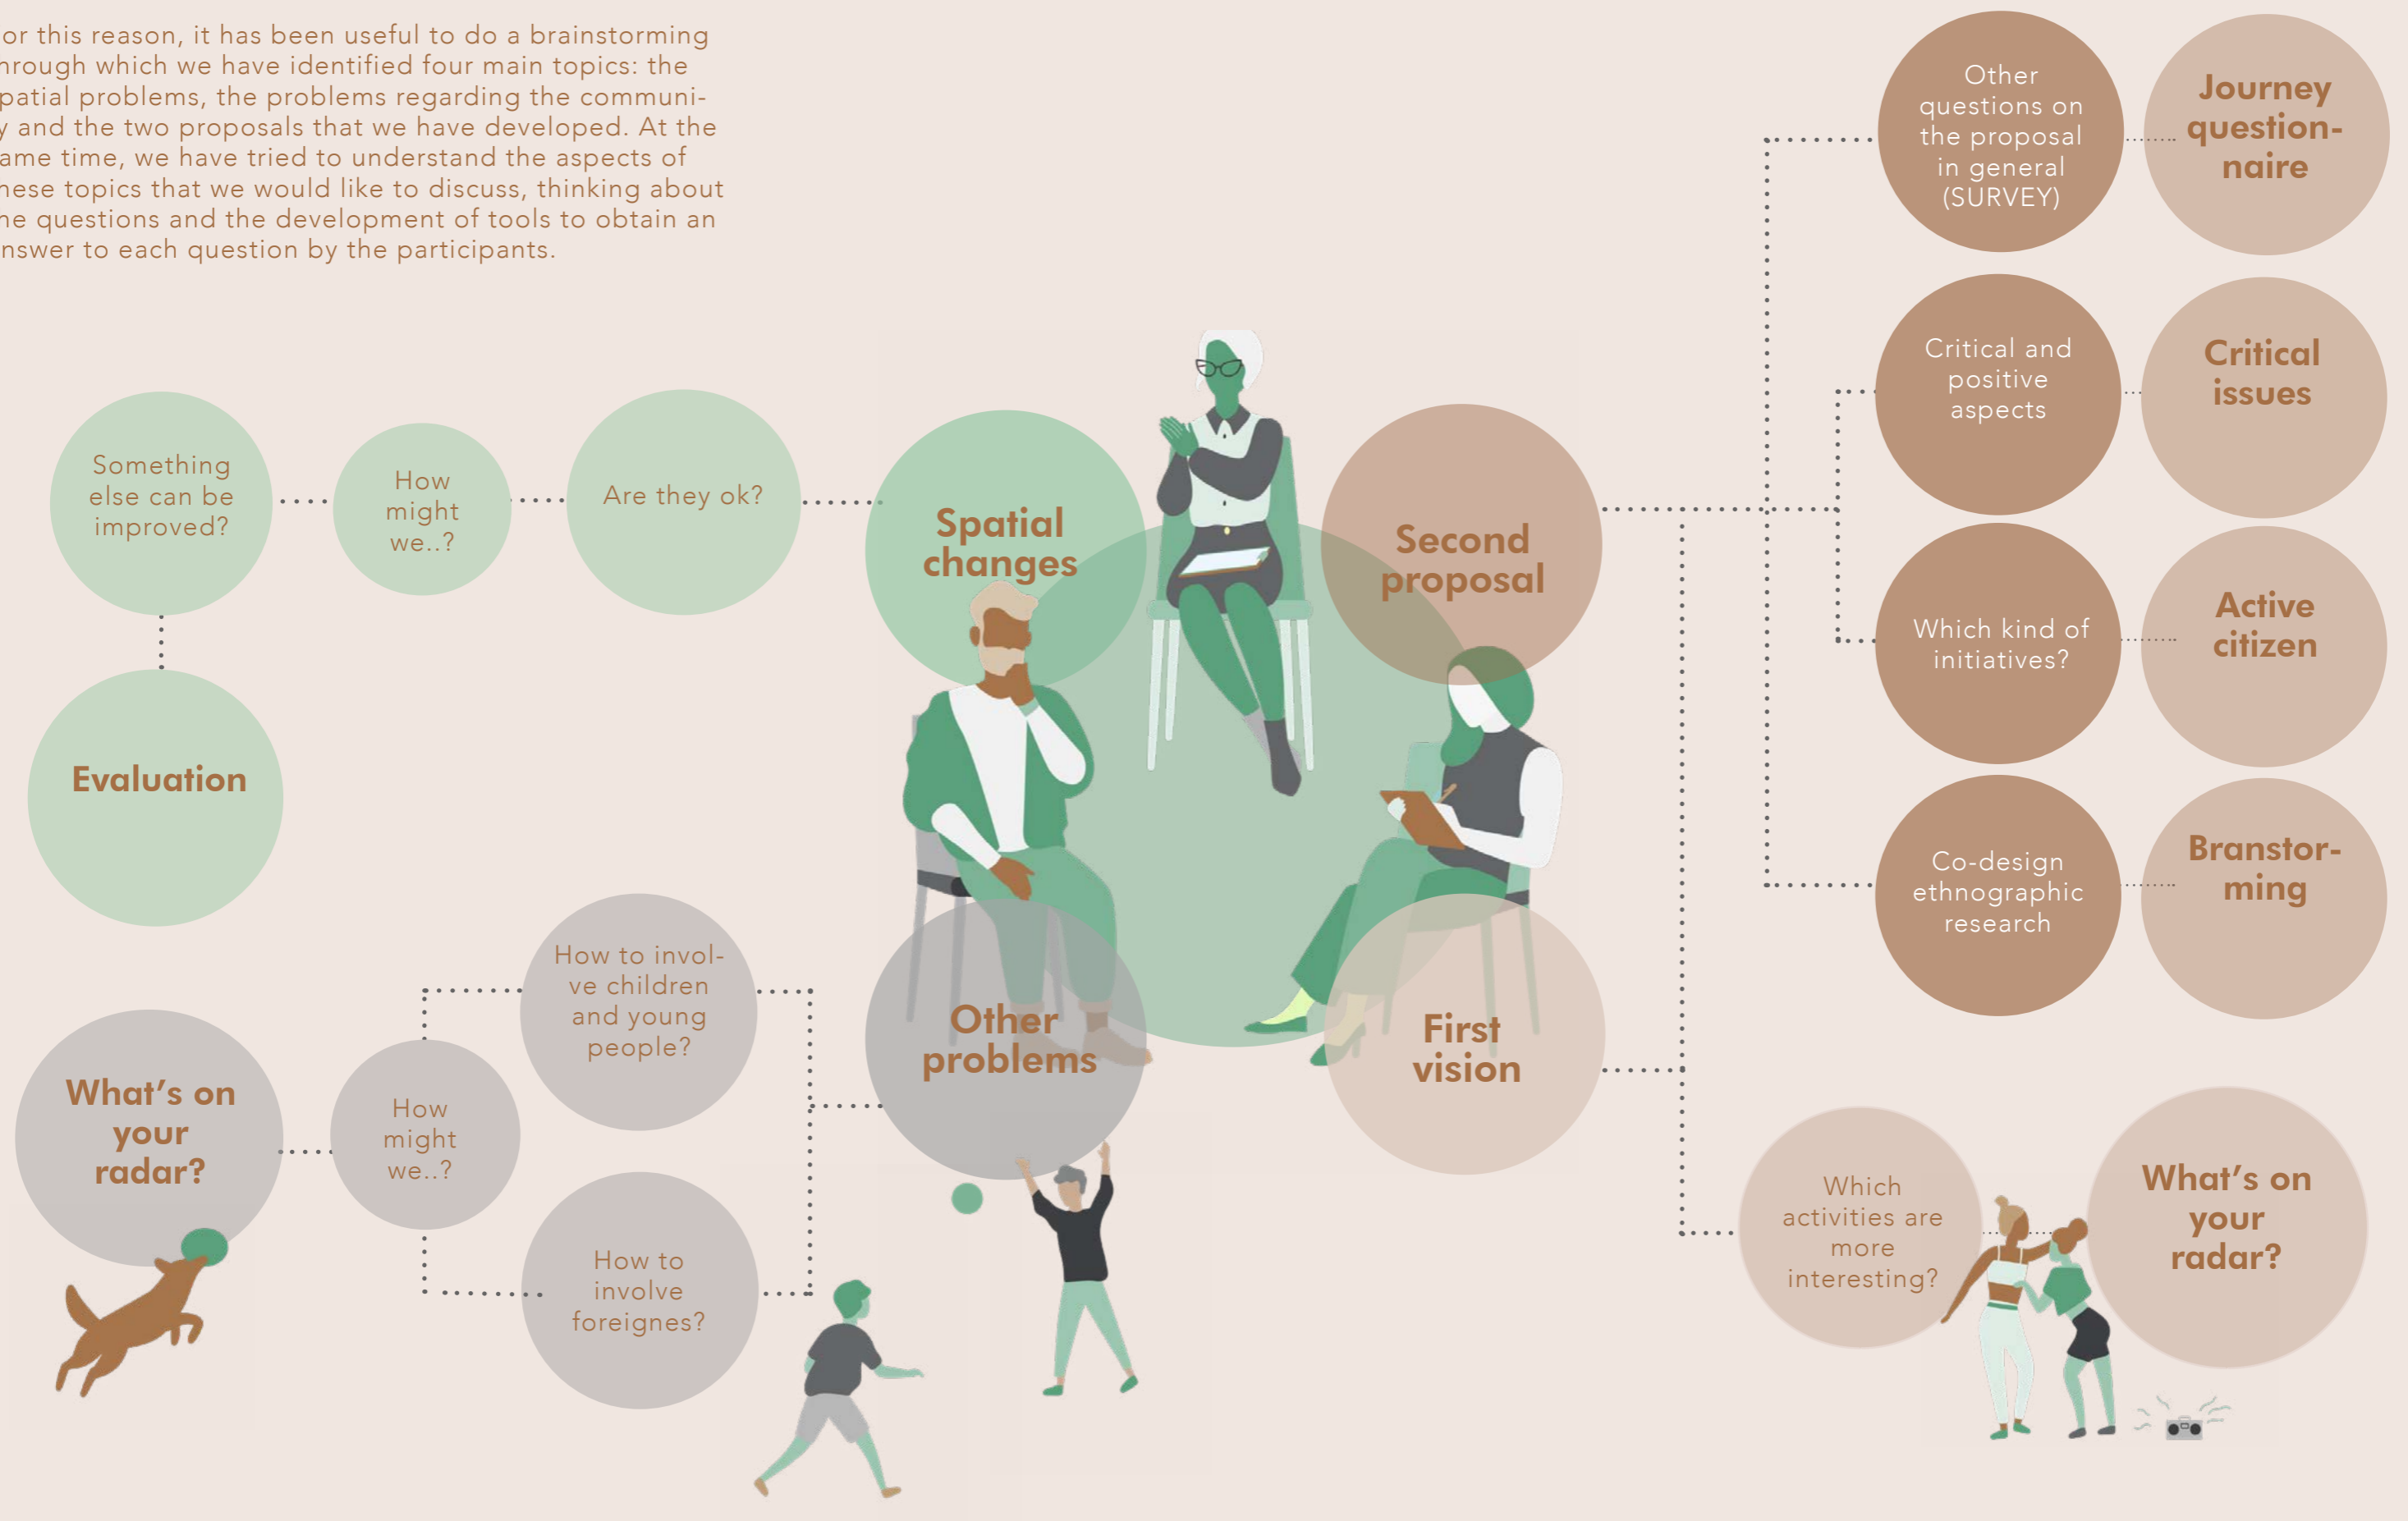 or this reason, it has been useful to do a brainstorming
hrough which we have identified four main topics: the
patial problems, the problems regarding the communi-
y and the two proposals that we have developed. At the
ame time, we have tried to understand the aspects of
hese topics that we would like to discuss, thinking about
he questions and the development of tools to obtain an
nswer to each question by the participants.
Something
else can be
improved?
How
might
we..?
Are they ok?
Spatial
changes
Evaluation
Second
proposal
Other
questions on
the proposal
in general
(SURVEY)
Journey
question-
naire
Critical and
positive
aspects
Critical
issues
Which kind of
initiatives?
Active
citizen
Co-design
ethnographic
research
Branstor-
ming
What's on
your
radar?
How
might
we..?
How to invol-
ve children
and young
people?
How to
involve
foreignes?
Other
problems
First
vision
Which
activities are
more
interesting?
What's on
your
radar?